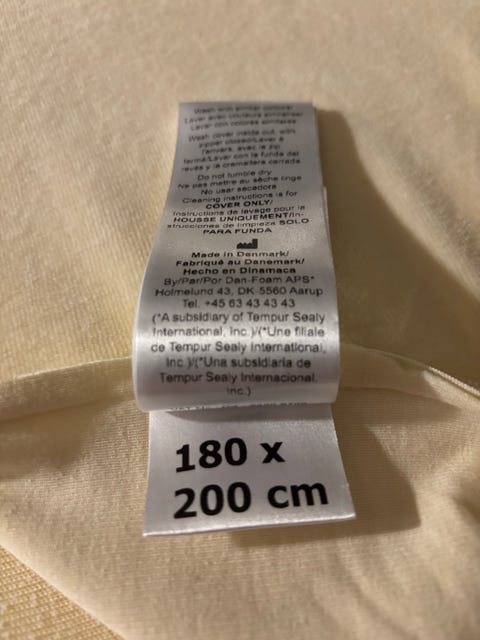 Wash with similar colours/
Laver avec couleurs similaires/
Lavar con colores similares
Wash cover inside out, with
zipper closed/Laver à
l'envers, avec le zip
fermé/Lavar con la funda del
revés y la cremallera cerrada
Do not tumble dry
Ne pas mettre au sèche linge
No usar secadora
Cleaning instructions is for
COVER ONLY/
Instructions de lavage pour la
HOUSSE UNIQUEMENT/In-
strucciones de limpieza SOLO
PARA FUNDA
Made in Denmark/
Fabriqué au Danemark/
Hecho en Dinamaca
By/Par/Por Dan-Foam APS*
Holmelund 43, DK-5560 Aarup
Tel. +45 63 43 43 43
(*A subsidiary of Tempur Sealy
International, Inc.)/(*Une filiale
de Tempur Sealy International,
Inc.)/(*Una subsidiaria de
Tempur Sealy Internacional,
Inc.)
180 x
200 cm